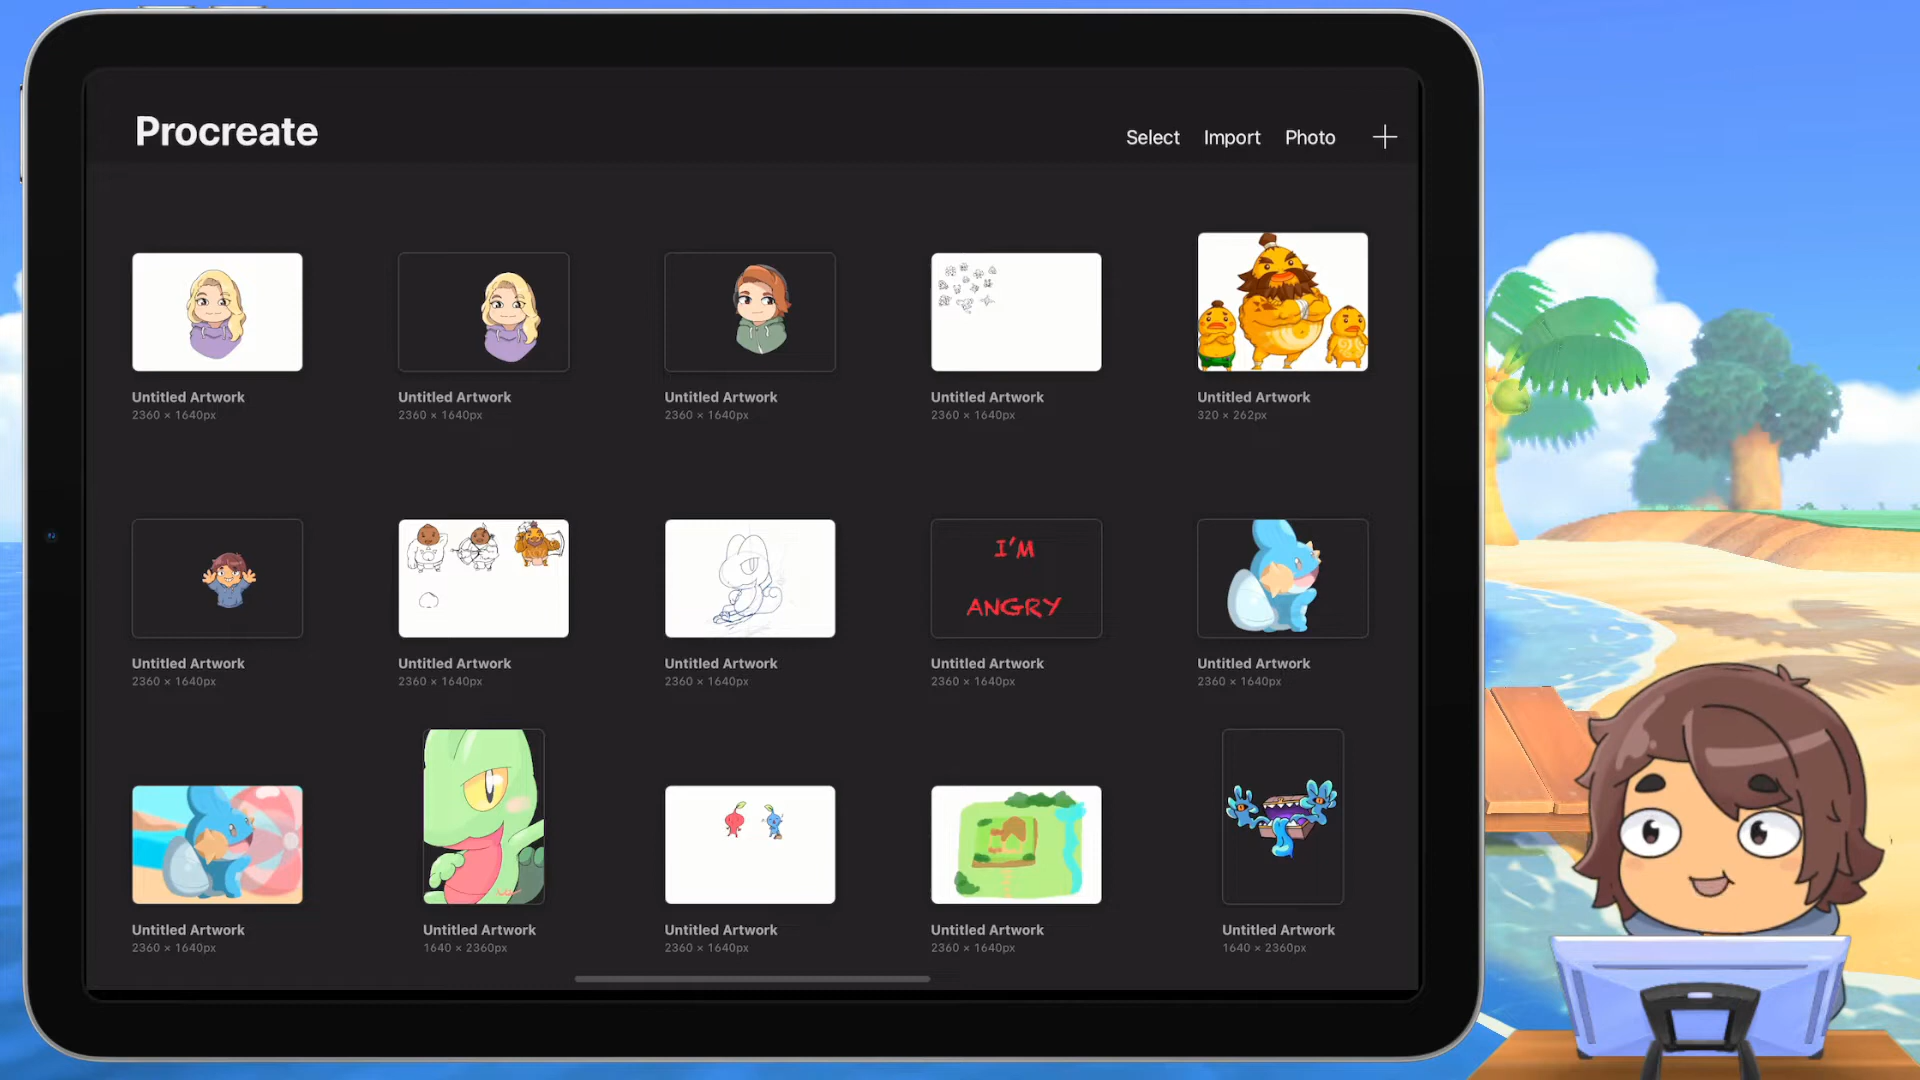 Procreate
Select Import Photo
Untitled Artwork
2360 × 1640px
Untitled Artwork
2360 × 1640px
Untitled Artwork
2360 × 1640px
Untitled Artwork
2360 × 1640px
Untitled Artwork
320 × 262px
I'M
ANGRY
Untitled Artwork
2360 × 1640px
Untitled Artwork
2360 × 1640px
Untitled Artwork
2360 × 1640px
Untitled Artwork
2360 × 1640px
Untitled Artwork
2360 × 1640px
Untitled Artwork
2360 × 1640px
Untitled Artwork
1640 × 2360px
Untitled Artwork
2360 × 1640px
Untitled Artwork
2360 × 1640px
Untitled Artwork
1640 × 2360px